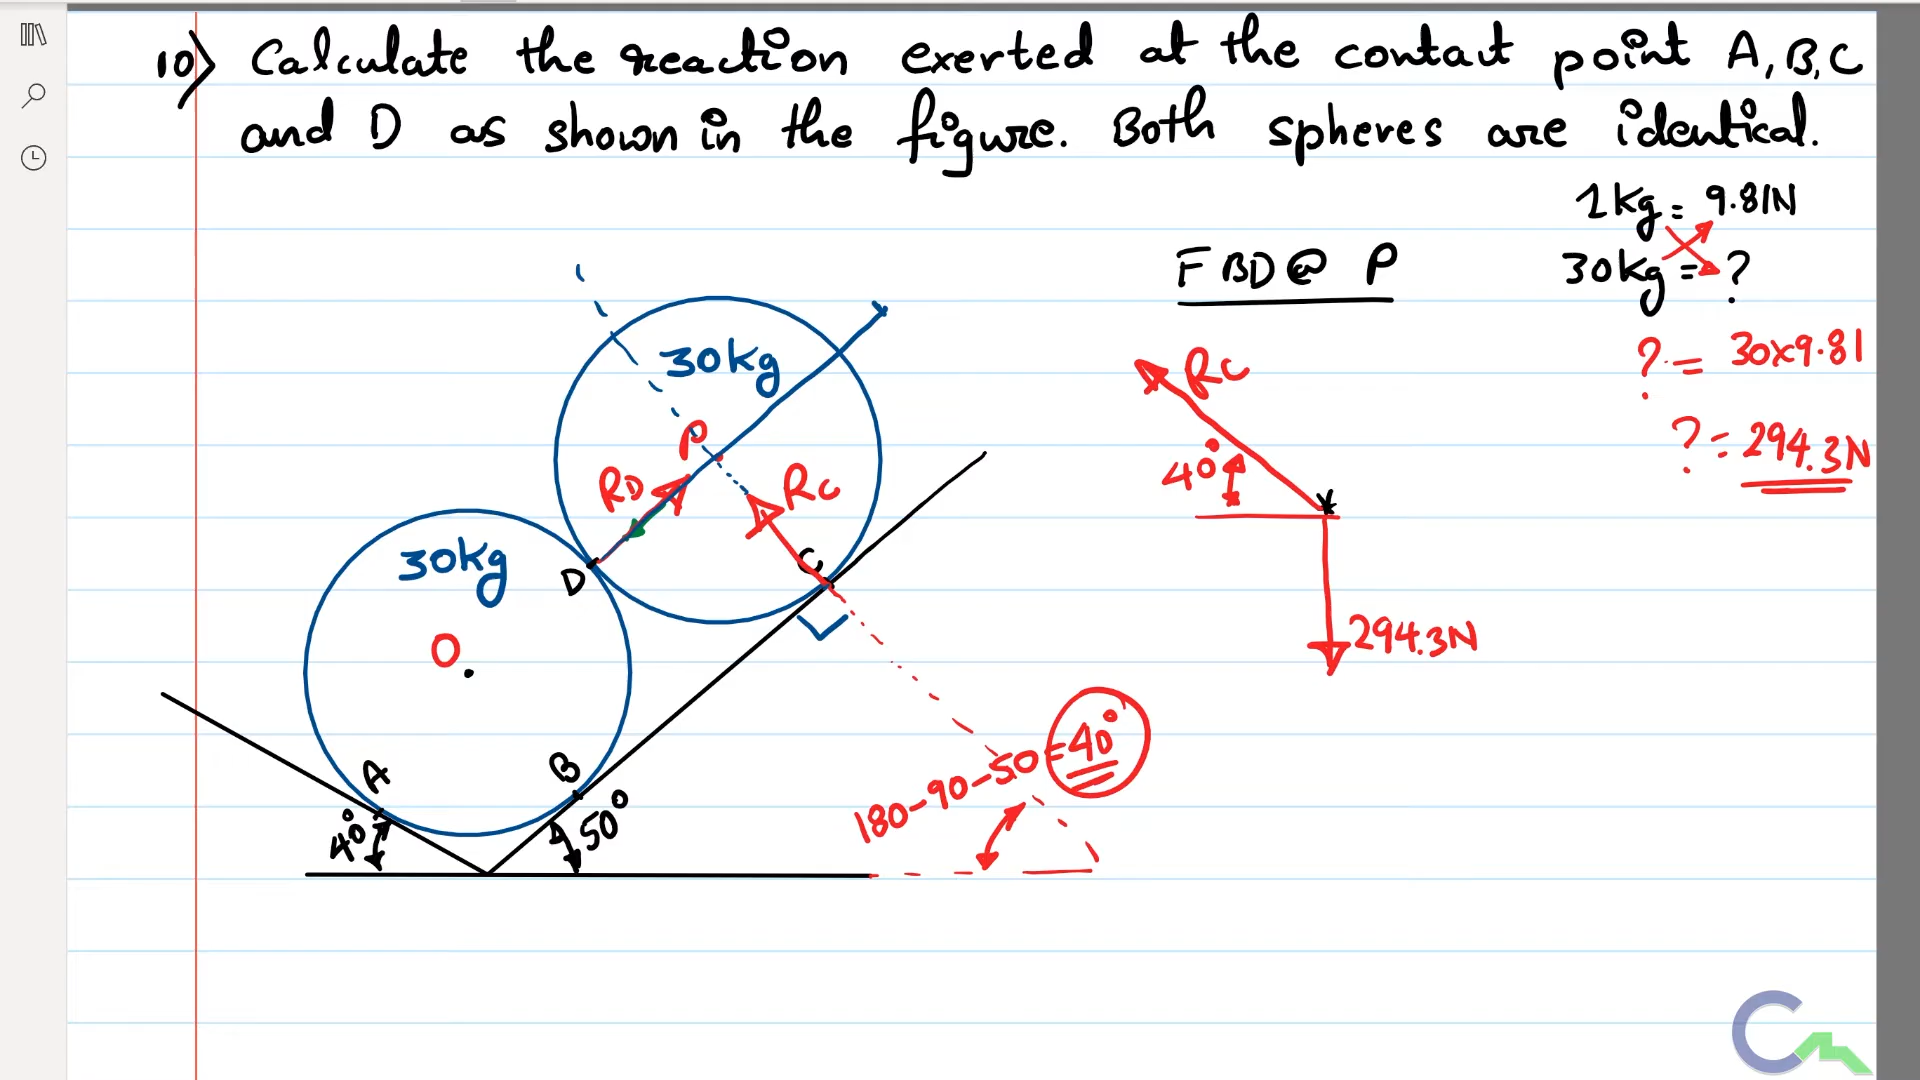 10) Calculate the reaction exerted at the contact point A, B, C
and D as shown in the figure. Both spheres are identical.
1kg = 9.81N
FBD@ P
30kg = ?
? = 30x9.81
30kg
RC
P
? = 294.3N
40°
RD
RC
30kg
C
D
O
294.3N
A
B
180-90-50=40°
40°
50°